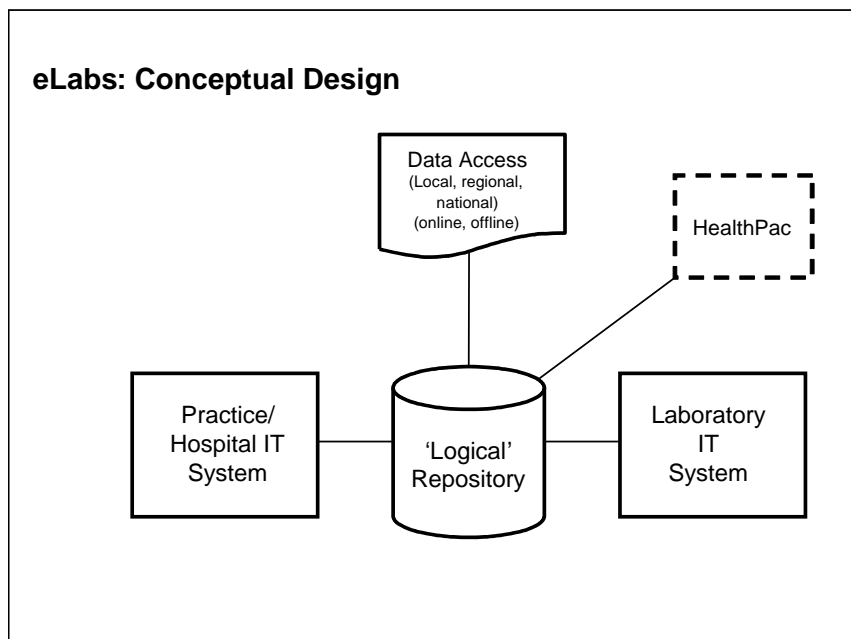 eLabs: Conceptual Design
Data Access
(Local, regional,
national)
(online, offline)
HealthPac
Practice/
Hospital IT
System
‘Logical’
Repository
Laboratory
IT
System